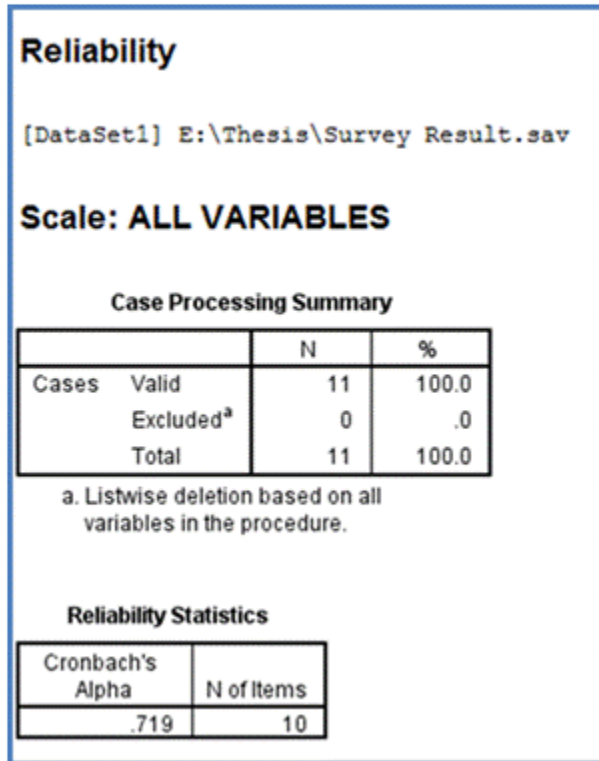 Reliability
[DataSet1] E:\Thesis\Survey Result.sav
Scale: ALL VARIABLES
Case Processing Summary
N %
Cases Valid 11 100.0
Excludedᵃ 0 .0
Total 11 100.0
a. Listwise deletion based on all
variables in the procedure.
Reliability Statistics
Cronbach's
Alpha N of Items
.719 10